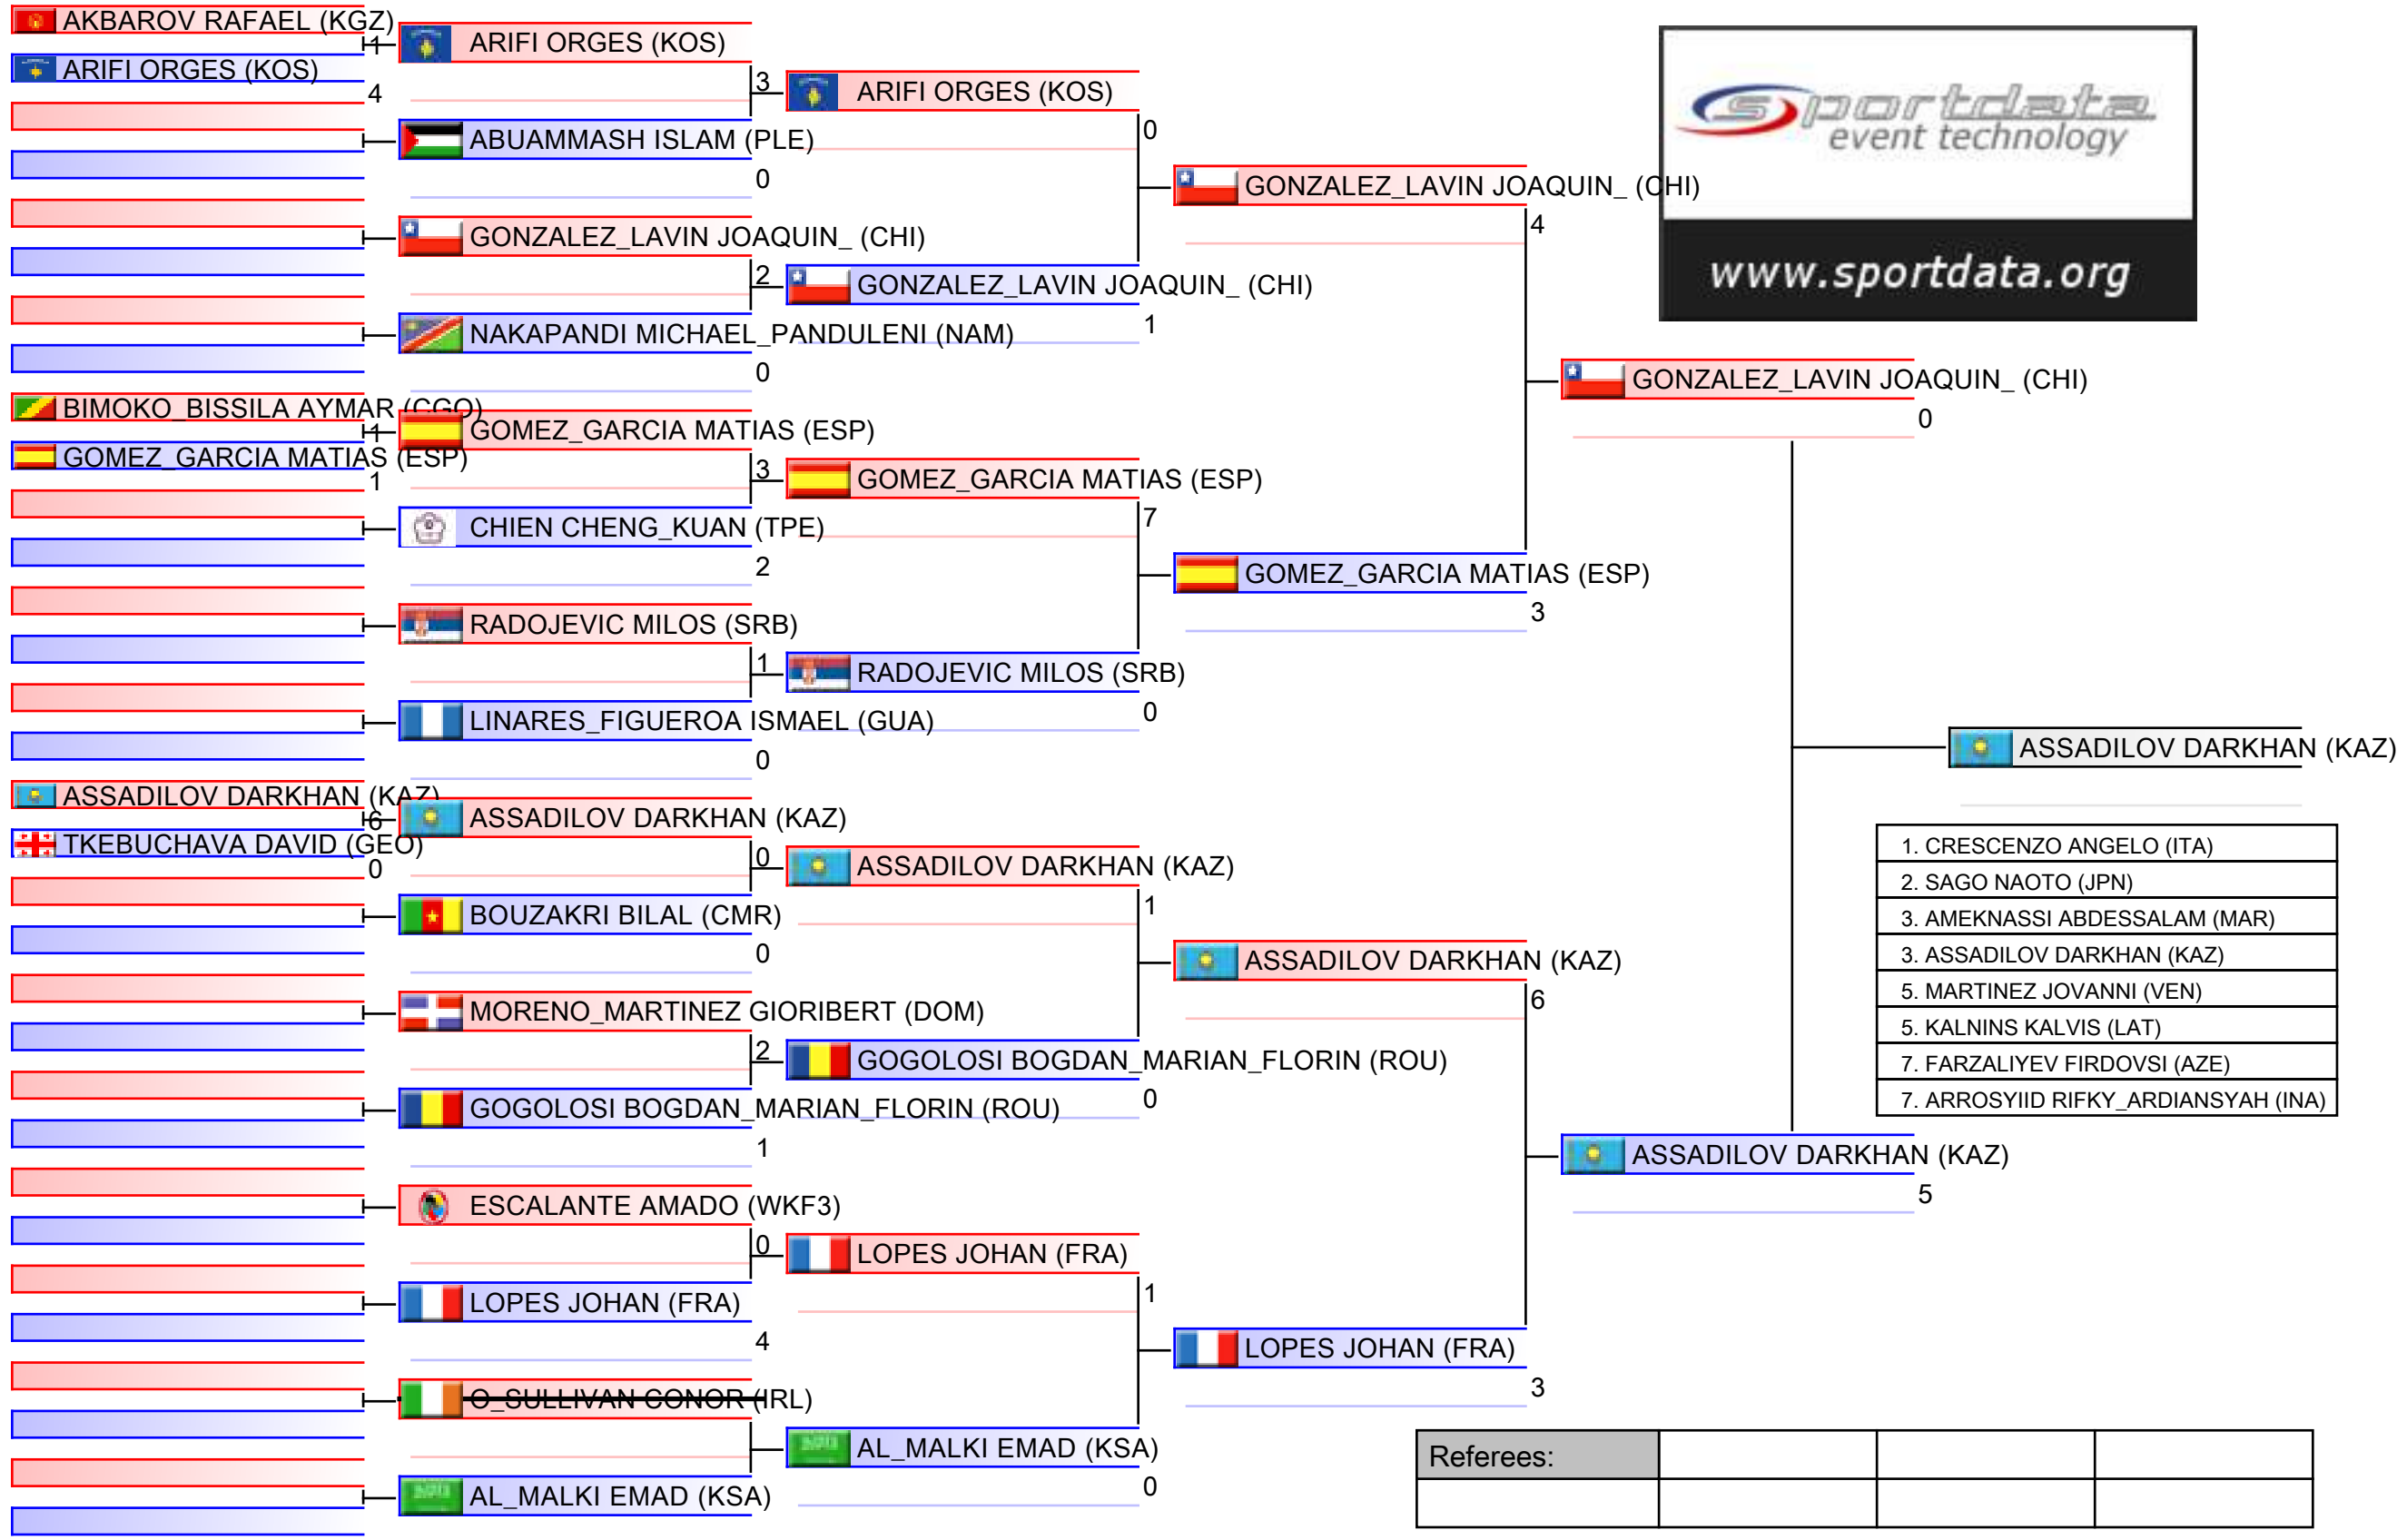 AKBAROV RAFAEL (KGZ)
1
ARIFI ORGES (KOS)
4
BIMOKO_BISSILA AYMAR (CGO)
1
GOMEZ_GARCIA MATIAS (ESP)
1
ASSADILOV DARKHAN (KAZ)
6
TKEBUCHAVA DAVID (GEO)
0
ARIFI ORGES (KOS)
3
ABUAMMASH ISLAM (PLE)
0
GONZALEZ_LAVIN JOAQUIN_ (CHI)
2
NAKAPANDI MICHAEL_PANDULENI (NAM)
0
GOMEZ_GARCIA MATIAS (ESP)
3
CHIEN CHENG_KUAN (TPE)
2
RADOJEVIC MILOS (SRB)
1
LINARES_FIGUEROA ISMAEL (GUA)
0
ASSADILOV DARKHAN (KAZ)
0
BOUZAKRI BILAL (CMR)
0
MORENO_MARTINEZ GIORIBERT (DOM)
2
GOGOLOSI BOGDAN_MARIAN_FLORIN (ROU)
1
ESCALANTE AMADO (WKF3)
0
LOPES JOHAN (FRA)
4
O_SULLIVAN CONOR (IRL)
AL_MALKI EMAD (KSA)
ARIFI ORGES (KOS)
0
GONZALEZ_LAVIN JOAQUIN_ (CHI)
1
GOMEZ_GARCIA MATIAS (ESP)
7
RADOJEVIC MILOS (SRB)
0
ASSADILOV DARKHAN (KAZ)
1
GOGOLOSI BOGDAN_MARIAN_FLORIN (ROU)
0
LOPES JOHAN (FRA)
1
AL_MALKI EMAD (KSA)
0
GONZALEZ_LAVIN JOAQUIN_ (CHI)
4
GOMEZ_GARCIA MATIAS (ESP)
3
ASSADILOV DARKHAN (KAZ)
6
LOPES JOHAN (FRA)
3
GONZALEZ_LAVIN JOAQUIN_ (CHI)
0
ASSADILOV DARKHAN (KAZ)
5
ASSADILOV DARKHAN (KAZ)
sportdata
event technology
www.sportdata.org
1. CRESCENZO ANGELO (ITA)
2. SAGO NAOTO (JPN)
3. AMEKNASSI ABDESSALAM (MAR)
3. ASSADILOV DARKHAN (KAZ)
5. MARTINEZ JOVANNI (VEN)
5. KALNINS KALVIS (LAT)
7. FARZALIYEV FIRDOVSI (AZE)
7. ARROSYIID RIFKY_ARDIANSYAH (INA)
Referees: